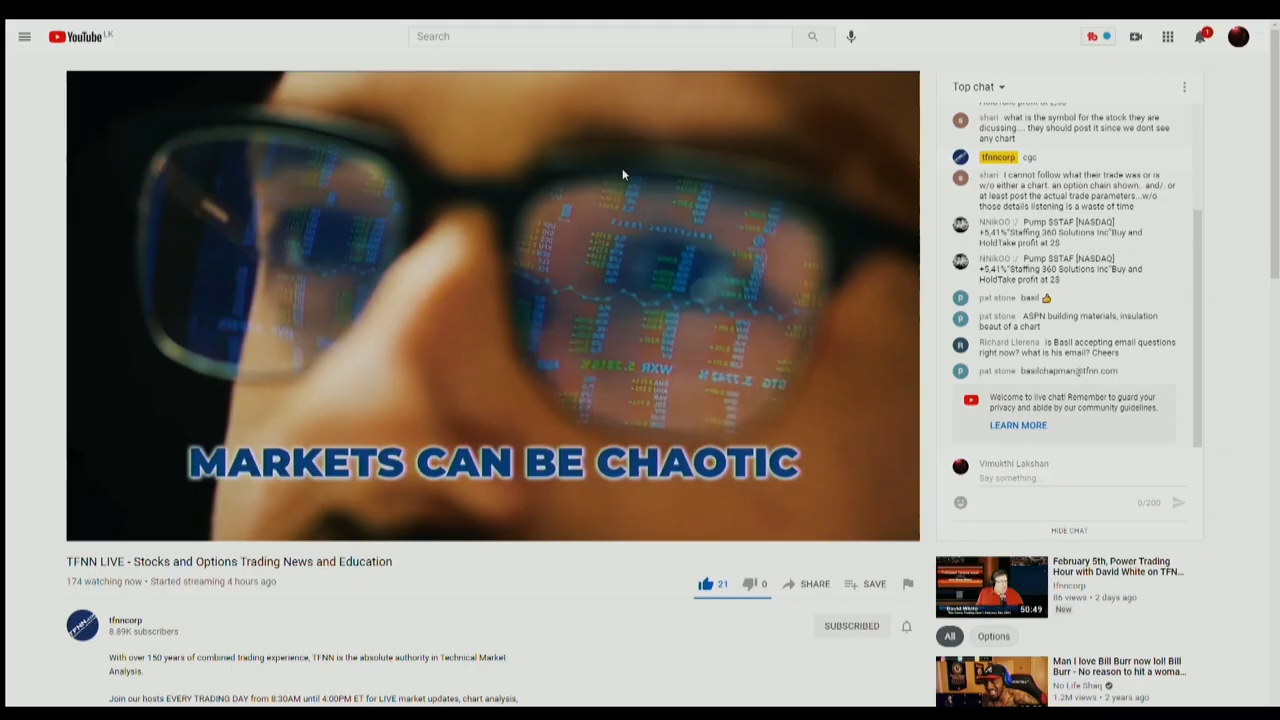 YouTube LK
Search
1
Top chat
shari what is the symbol for the stock they are
dicussing.... they should post it since we dont see
any chart
tfnncorp cgc
shari I cannot follow what their trade was or is
w/o either a chart. an option chain shown.. and/. or
at least post the actual trade parameters...w/o
those details listening is a waste of time
NNikOO :/ Pump $STAF [NASDAQ]
+5,41%"Staffing 360 Solutions Inc"Buy and
HoldTake profit at 2$
NNikOO :/ Pump $STAF [NASDAQ]
+5,41%"Staffing 360 Solutions Inc"Buy and
HoldTake profit at 2$
pat stone basil
pat stone ASPN building materials, insulation
beaut of a chart
Richard Llerena Is Basil accepting email questions
right now? what is his email? Cheers
pat stone basilchapman@tfnn.com
Welcome to live chat! Remember to guard your
privacy and abide by our community guidelines.
LEARN MORE
Vimukthi Lakshan
Say something...
0/200
HIDE CHAT
MARKETS CAN BE CHAOTIC
TFNN LIVE - Stocks and Options Trading News and Education
174 watching now • Started streaming 4 hours ago
21 0 SHARE SAVE
tfnncorp
8.89K subscribers
SUBSCRIBED
With over 150 years of combined trading experience, TFNN is the absolute authority in Technical Market
Analysis.
Join our hosts EVERY TRADING DAY from 8:30AM until 4:00PM ET for LIVE market updates, chart analysis,
February 5th, Power Trading
Hour with David White on TFN...
tfnncorp
86 views • 2 days ago
New
David White
50:49
All Options
Man I love Bill Burr now lol! Bill
Burr - No reason to hit a woma...
No Life Shaq
1.2M views • 2 years ago